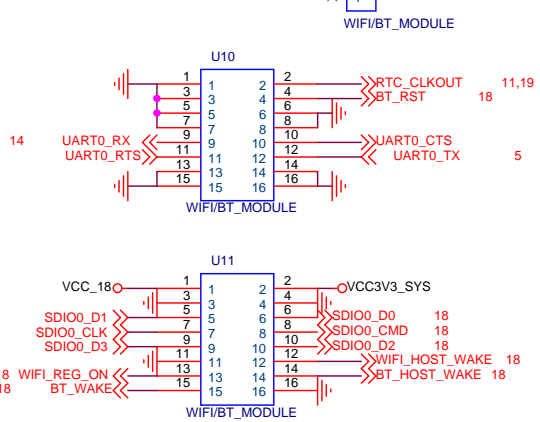 WIFI/BT_MODULE
U10
1 1 2 2 RTC_CLKOUT 11,19
3 3 4 4 BT_RST 18
5 5 6 6
7 7 8 8
14 UART0_RX 9 9 10 10 UART0_CTS
UART0_RTS 11 11 12 12 UART0_TX 5
13 13 14 14
15 15 16 16
WIFI/BT_MODULE
U11
VCC_18 1 1 2 2 VCC3V3_SYS
3 3 4 4
SDIO0_D1 5 5 6 6 SDIO0_D0 18
SDIO0_CLK 7 7 8 8 SDIO0_CMD 18
SDIO0_D3 9 9 10 10 SDIO0_D2 18
11 11 12 12 WIFI_HOST_WAKE 18
8 WIFI_REG_ON 13 13 14 14 BT_HOST_WAKE 18
18 BT_WAKE 15 15 16 16
WIFI/BT_MODULE